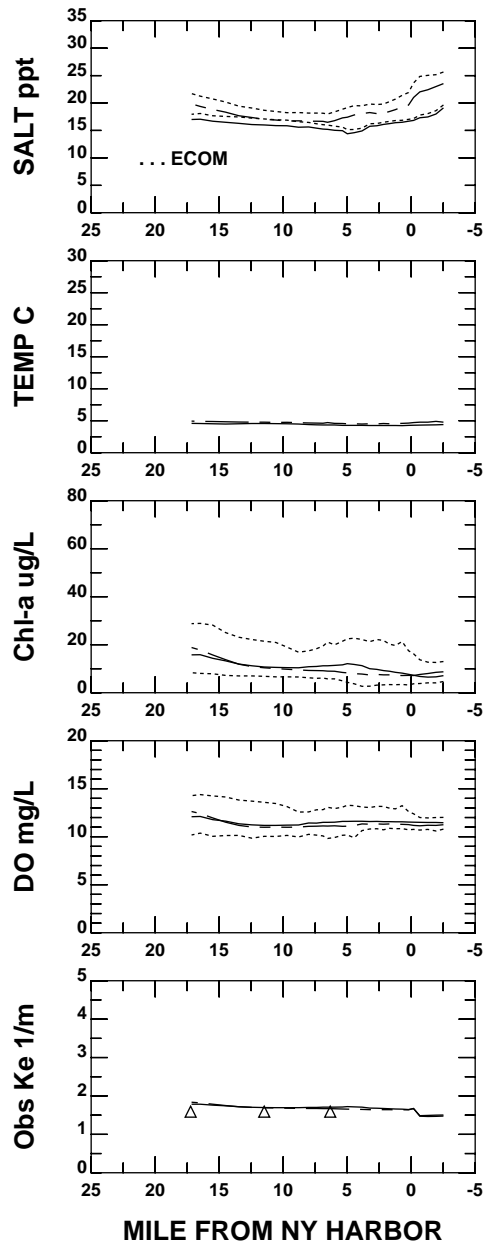 SALT ppt
35
30
25
20
15
10
5
0
. . . ECOM
25 20 15 10 5 0 -5
TEMP C
30
25
20
15
10
5
0
25 20 15 10 5 0 -5
Chl-a ug/L
80
60
40
20
0
25 20 15 10 5 0 -5
DO mg/L
20
15
10
5
0
25 20 15 10 5 0 -5
Obs Ke 1/m
5
4
3
2
1
0
25 20 15 10 5 0 -5
MILE FROM NY HARBOR